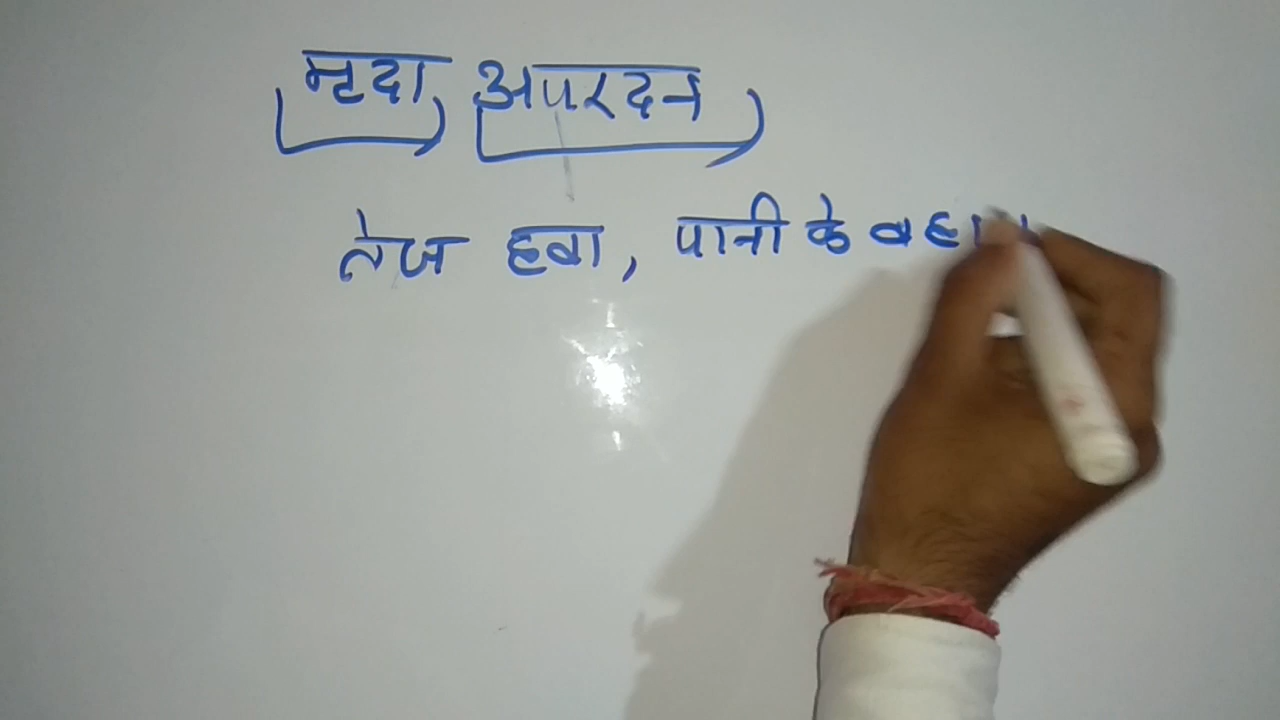 मृदा अपरदन
तेज हवा, पानी के